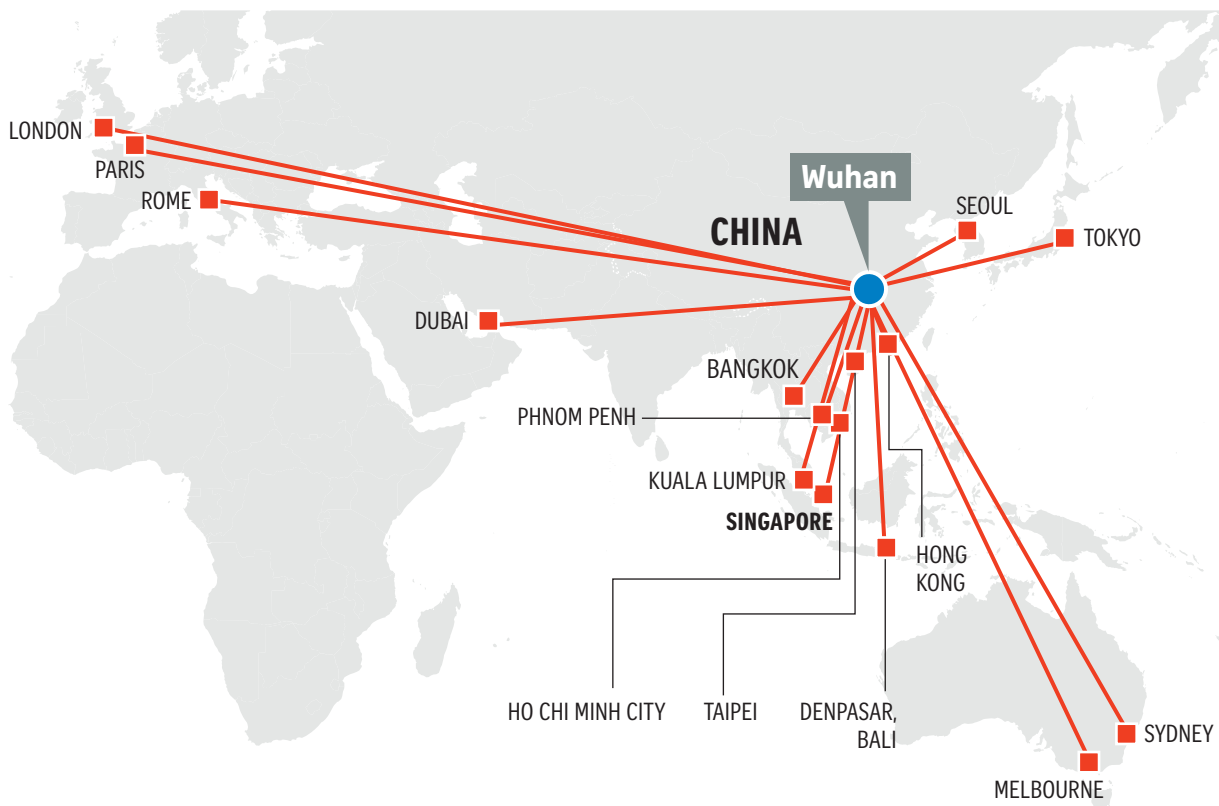 LONDON
PARIS
ROME
Wuhan
CHINA
SEOUL
TOKYO
DUBAI
BANGKOK
PHNOM PENH
KUALA LUMPUR
SINGAPORE
HONG
KONG
HO CHI MINH CITY
TAIPEI
DENPASAR,
BALI
SYDNEY
MELBOURNE